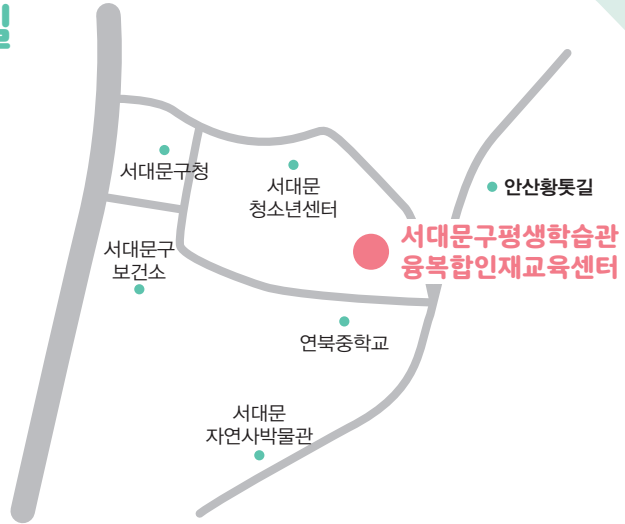 길
서대문구청
서대문
청소년센터
안산황톳길
서대문구평생학습관
융복합인재교육센터
서대문구
보건소
연북중학교
서대문
자연사박물관